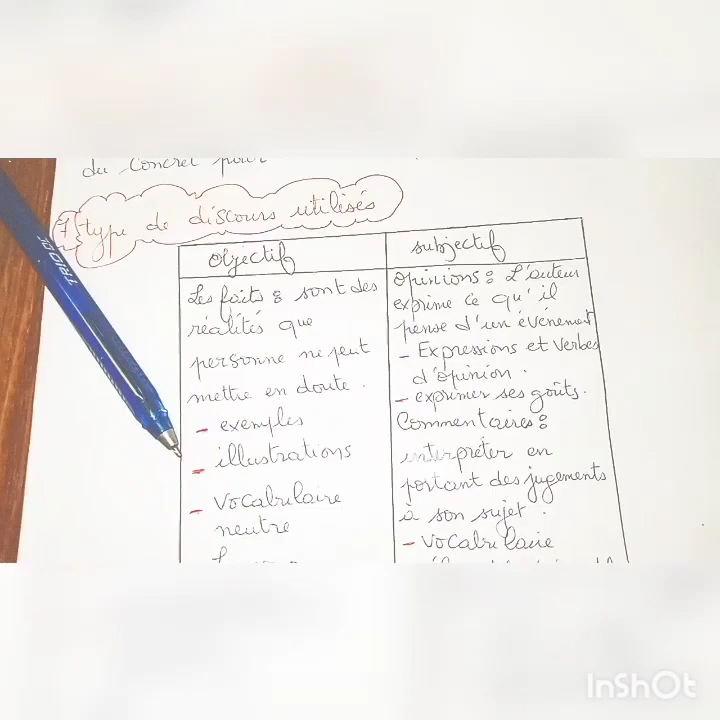 du concret pour
7) type de discours utilisés
objectif
Les faits : sont des
réalités que
personne ne peut
mettre en doute.
- exemples
- illustrations
- vocabulaire
neutre
subjectif
opinions : L'auteur
exprime ce qu'il
pense d'un événement
- Expressions et verbes
d'opinion.
- exprimer ses goûts.
Commentaires :
interpréter en
portant des jugements
à son sujet.
- vocabulaire
TRIO DC
InShOt